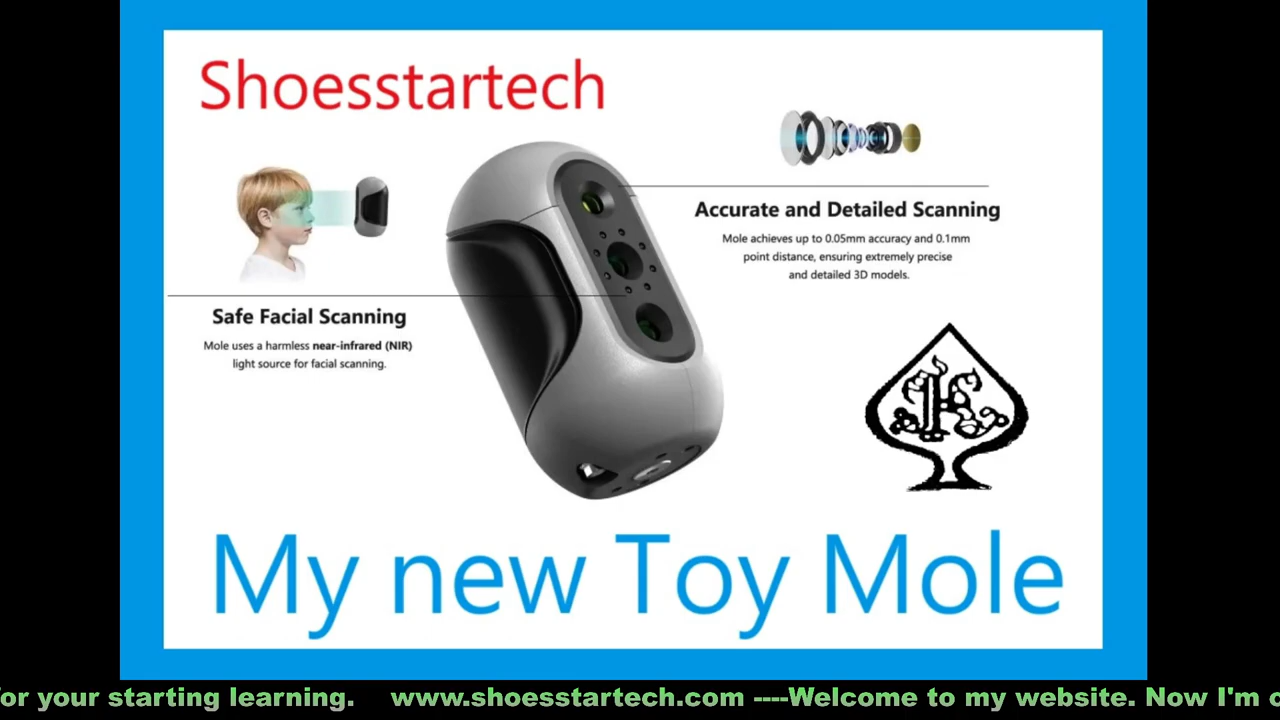 Shoesstartech
Accurate and Detailed Scanning
Mole achieves up to 0.05mm accuracy and 0.1mm
point distance, ensuring extremely precise
and detailed 3D models.
Safe Facial Scanning
Mole uses a harmless near-infrared (NIR)
light source for facial scanning.
My new Toy Mole
for your starting learning. www.shoesstartech.com ----Welcome to my website. Now I'm